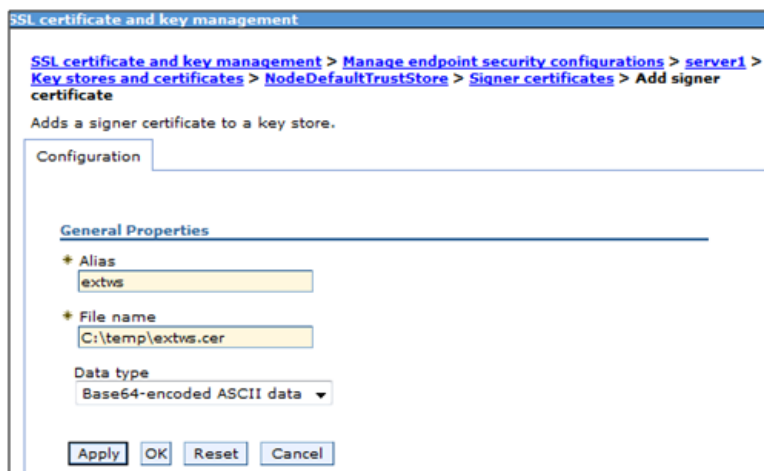 SSL certificate and key management
SSL certificate and key management > Manage endpoint security configurations > server1 >
Key stores and certificates > NodeDefaultTrustStore > Signer certificates > Add signer
certificate
Adds a signer certificate to a key store.
Configuration
General Properties
* Alias
extws
* File name
C:\temp\extws.cer
Data type
Base64-encoded ASCII data
Apply OK Reset Cancel